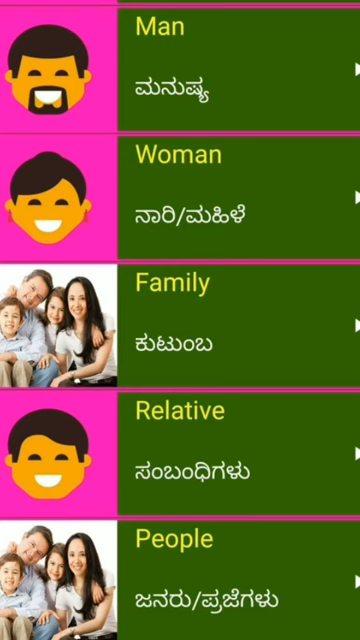 Man
ಮನುಷ್ಯ
Woman
ನಾರಿ/ಮಹಿಳೆ
Family
ಕುಟುಂಬ
Relative
ಸಂಬಂಧಿಗಳು
People
ಜನರು/ಪ್ರಜೆಗಳು